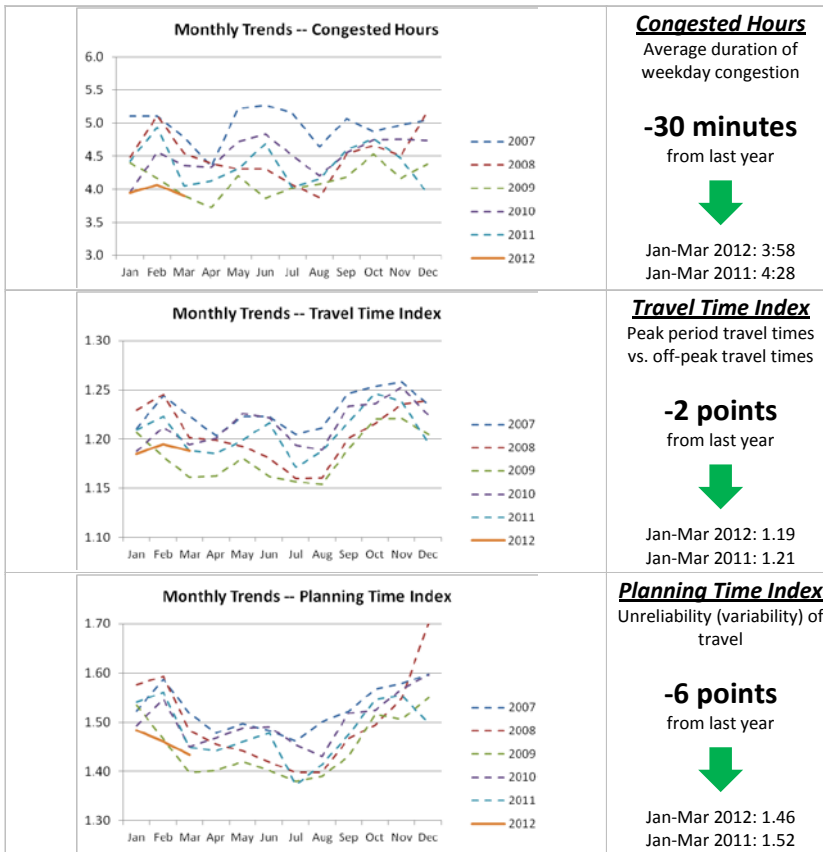 Monthly Trends -- Congested Hours
6.0
5.5
5.0
4.5
4.0
3.5
3.0
Jan Feb Mar Apr May Jun Jul Aug Sep Oct Nov Dec
2007
2008
2009
2010
2011
2012
Congested Hours
Average duration of
weekday congestion
-30 minutes
from last year
Jan-Mar 2012: 3:58
Jan-Mar 2011: 4:28
Monthly Trends -- Travel Time Index
1.30
1.25
1.20
1.15
1.10
Jan Feb Mar Apr May Jun Jul Aug Sep Oct Nov Dec
2007
2008
2009
2010
2011
2012
Travel Time Index
Peak period travel times
vs. off-peak travel times
-2 points
from last year
Jan-Mar 2012: 1.19
Jan-Mar 2011: 1.21
Monthly Trends -- Planning Time Index
1.70
1.60
1.50
1.40
1.30
Jan Feb Mar Apr May Jun Jul Aug Sep Oct Nov Dec
2007
2008
2009
2010
2011
2012
Planning Time Index
Unreliability (variability) of
travel
-6 points
from last year
Jan-Mar 2012: 1.46
Jan-Mar 2011: 1.52